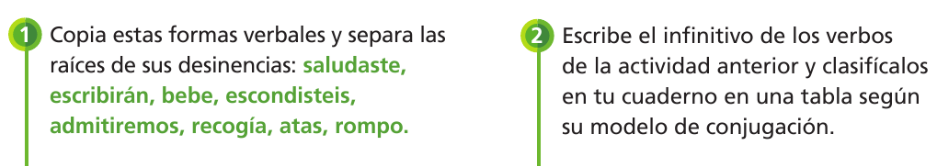 1 Copia estas formas verbales y separa las
raíces de sus desinencias: saludaste,
escribirán, bebe, escondisteis,
admitiremos, recogía, atas, rompo.
2 Escribe el infinitivo de los verbos
de la actividad anterior y clasifícalos
en tu cuaderno en una tabla según
su modelo de conjugación.